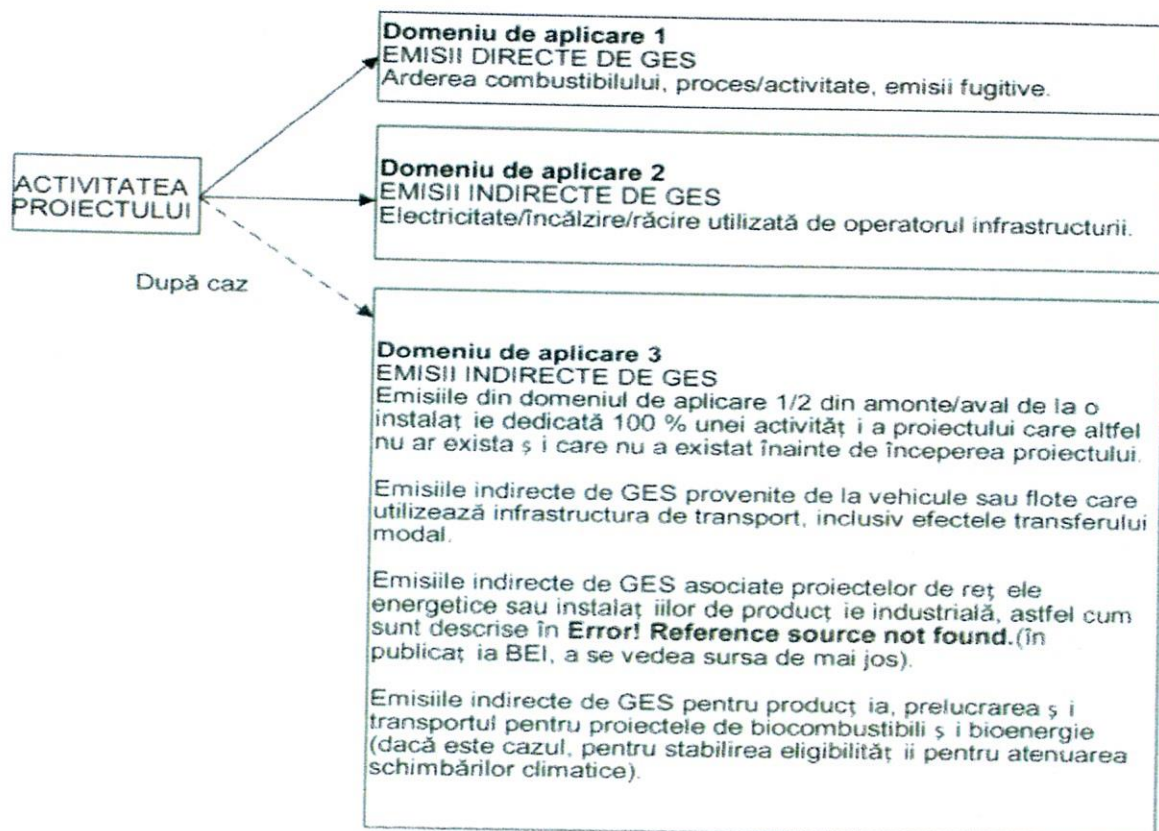 Domeniu de aplicare 1
EMISII DIRECTE DE GES
Arderea combustibilului, proces/activitate, emisii fugitive.
Domeniu de aplicare 2
EMISII INDIRECTE DE GES
Electricitate/încălzire/răcire utilizată de operatorul infrastructurii.
ACTIVITATEA
PROIECTULUI
După caz
Domeniu de aplicare 3
EMISII INDIRECTE DE GES
Emisiile din domeniul de aplicare 1/2 din amonte/aval de la o
instalaț ie dedicată 100 % unei activităț i a proiectului care altfel
nu ar exista ș i care nu a existat înainte de începerea proiectului.
Emisiile indirecte de GES provenite de la vehicule sau flote care
utilizează infrastructura de transport, inclusiv efectele transferului
modal.
Emisiile indirecte de GES asociate proiectelor de reț ele
energetice sau instalaț iilor de producț ie industrială, astfel cum
sunt descrise în Error! Reference source not found.(în
publicaț ia BEI, a se vedea sursa de mai jos).
Emisiile indirecte de GES pentru producț ia, prelucrarea ș i
transportul pentru proiectele de biocombustibili ș i bioenergie
(dacă este cazul, pentru stabilirea eligibilităț ii pentru atenuarea
schimbărilor climatice).